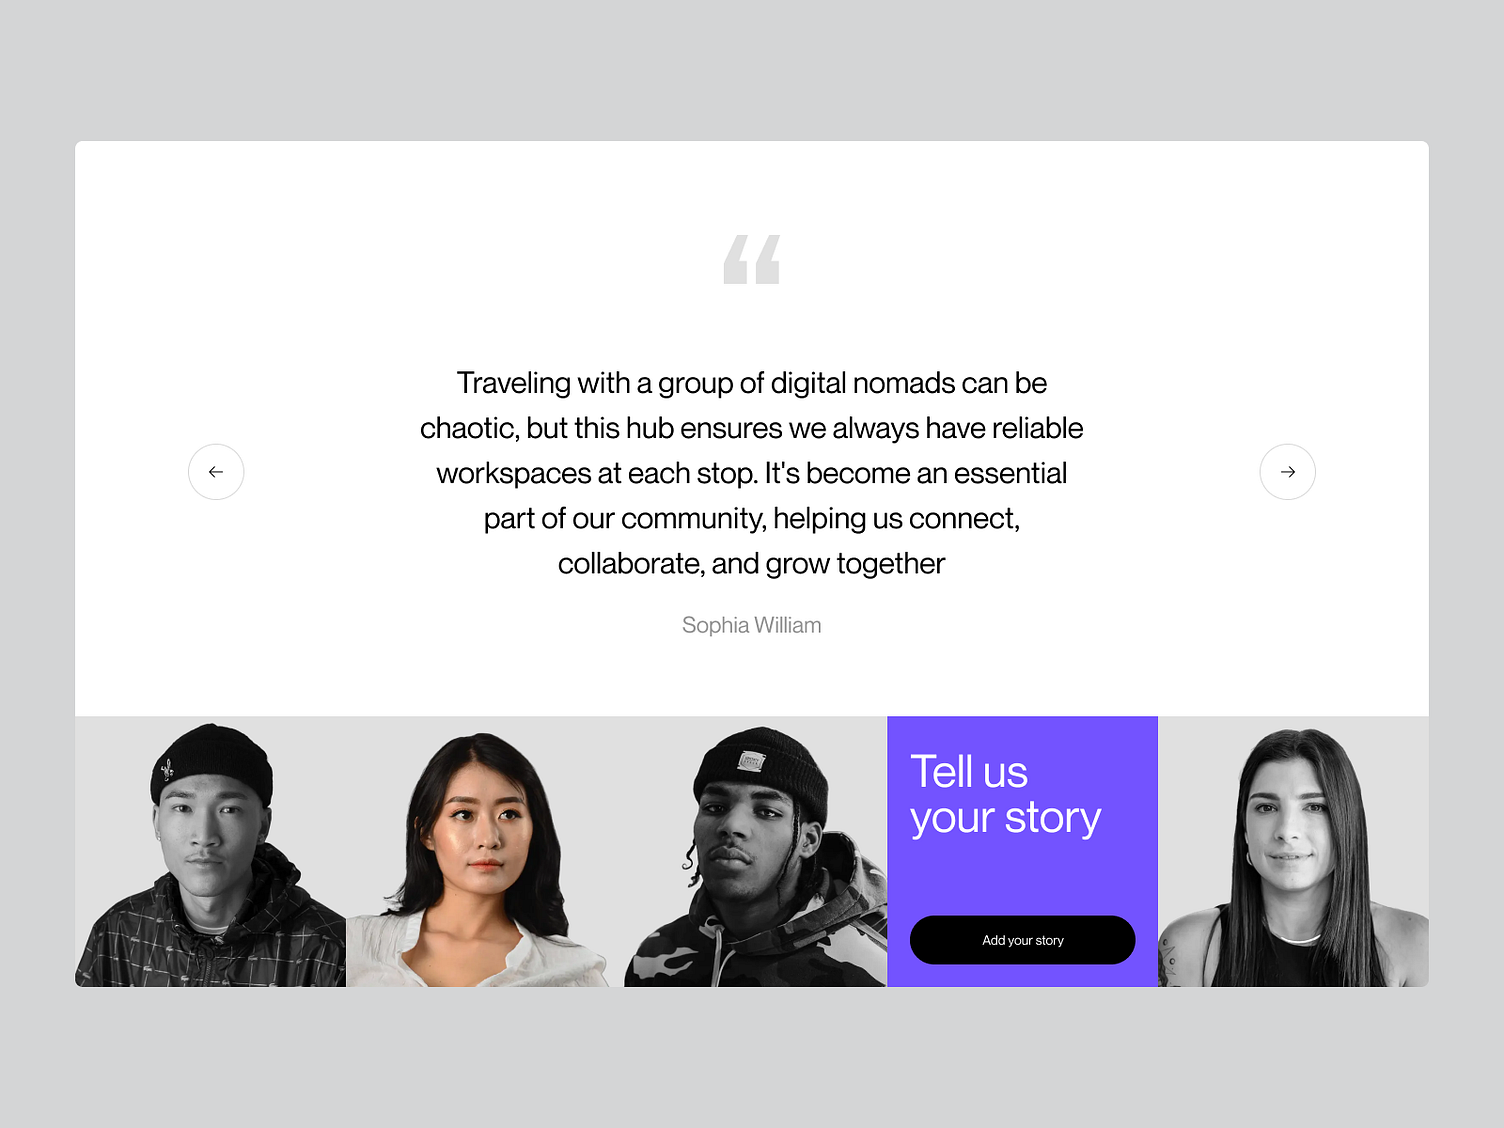 “
Traveling with a group of digital nomads can be
chaotic, but this hub ensures we always have reliable
workspaces at each stop. It's become an essential
part of our community, helping us connect,
collaborate, and grow together
Sophia William
Tell us
your story
Add your story